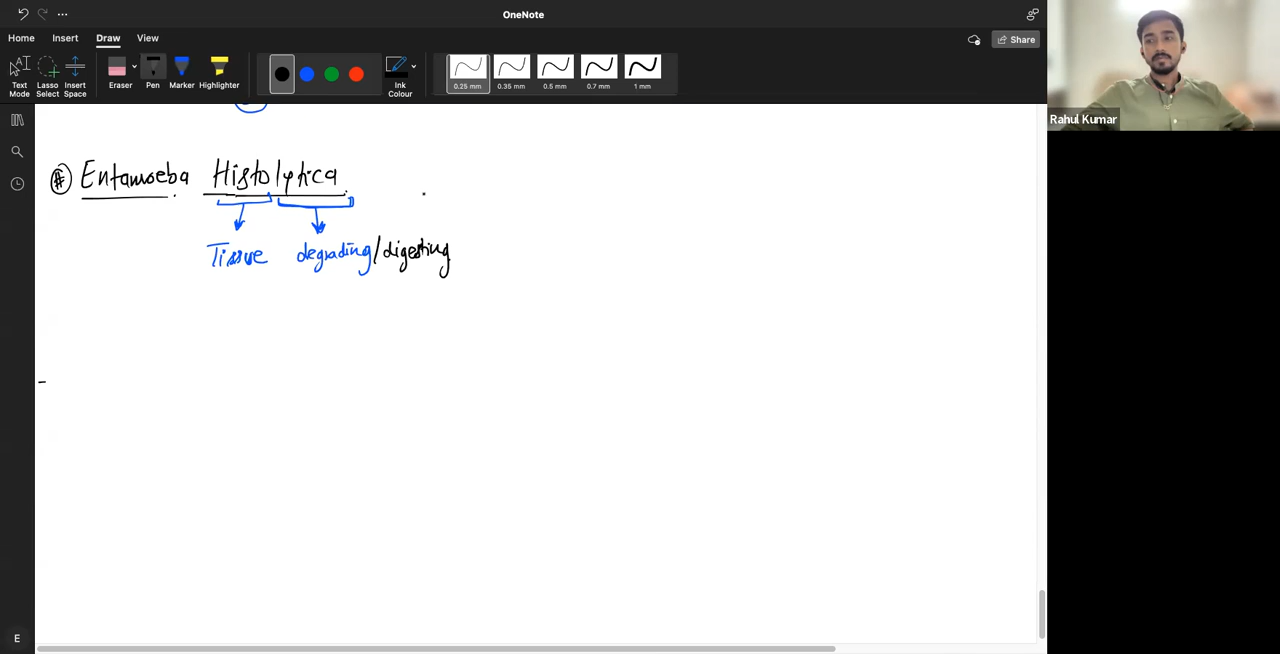 OneNote
Home Insert Draw View
Share
Text Mode
Lasso Select
Insert Space
Eraser
Pen
Marker
Highlighter
Ink Colour
0.25 mm
0.35 mm
0.5 mm
0.7 mm
1 mm
Rahul Kumar
# Entamoeba Histolytica
Tissue degrading/digesting
E